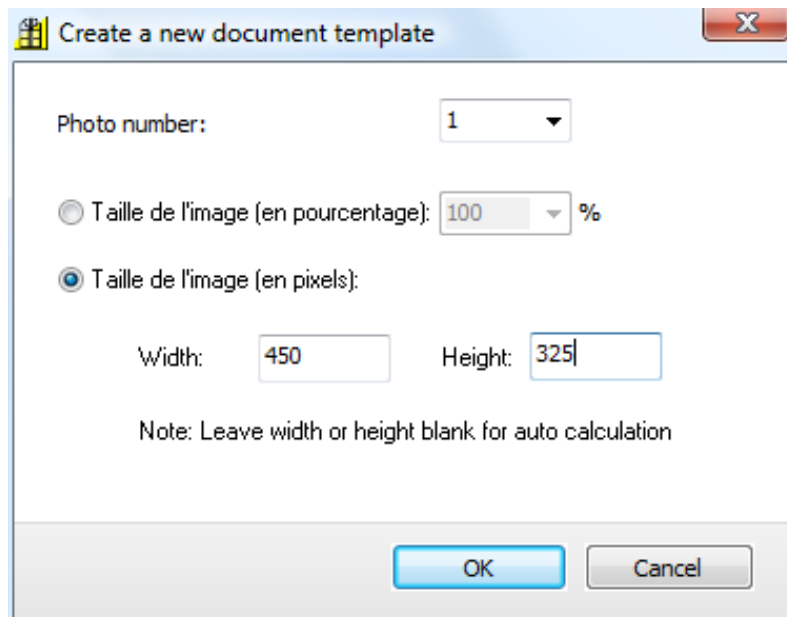 Create a new document template
Photo number: 1
Taille de l'image (en pourcentage): 100 %
Taille de l'image (en pixels):
Width: 450 Height: 325
Note: Leave width or height blank for auto calculation
OK Cancel